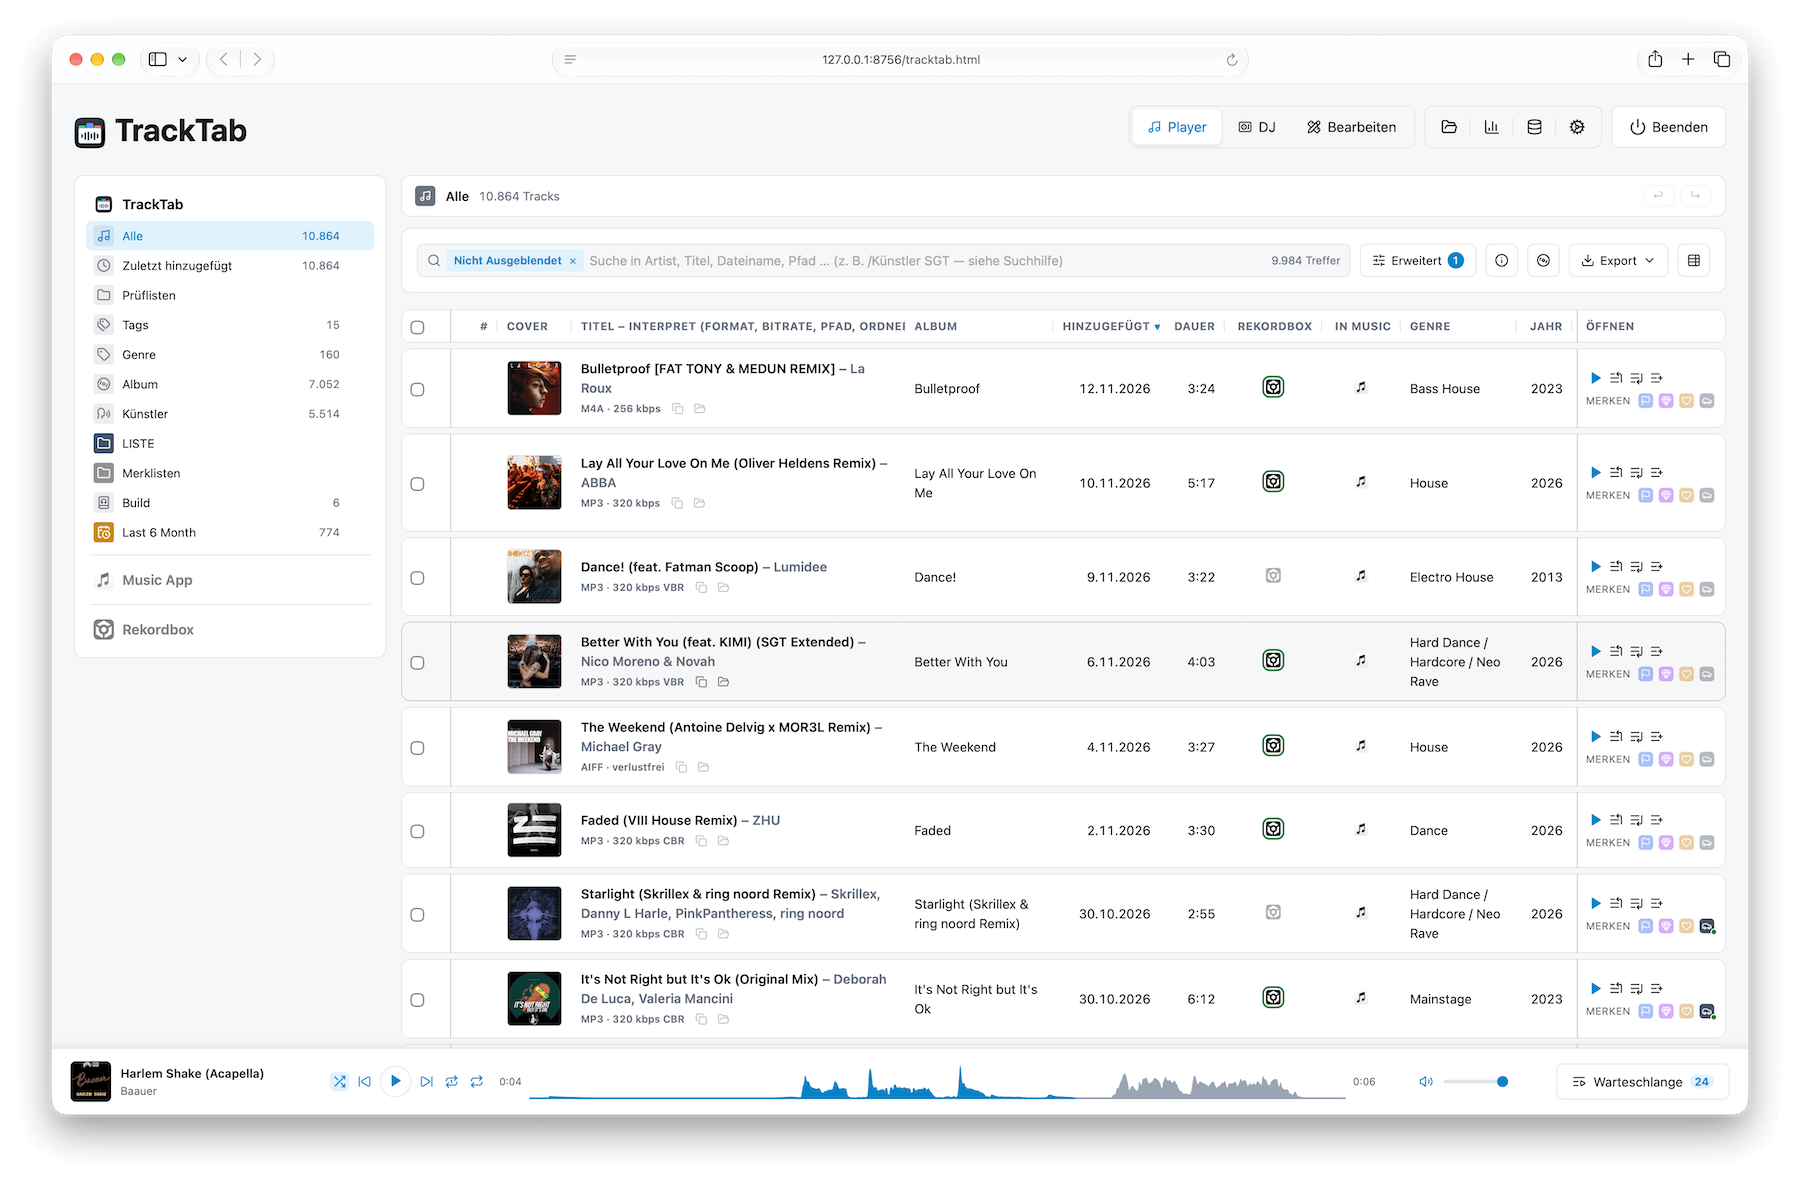 127.0.0.1:8756/tracktab.html
TrackTab
Player
DJ
Bearbeiten
Beenden
TrackTab
Alle 10.864
Zuletzt hinzugefügt 10.864
Prüflisten
Tags 15
Genre 160
Album 7.052
Künstler 5.514
LISTE
Merklisten
Build 6
Last 6 Month 774
Music App
Rekordbox
Alle 10.864 Tracks
Nicht Ausgeblendet × Suche in Artist, Titel, Dateiname, Pfad ... (z. B. /Künstler SGT — siehe Suchhilfe) 9.984 Treffer
Erweitert 1
Export
# COVER TITEL – INTERPRET (FORMAT, BITRATE, PFAD, ORDNEI ALBUM HINZUGEFÜGT ▼ DAUER REKORDBOX IN MUSIC GENRE JAHR ÖFFNEN
Bulletproof [FAT TONY & MEDUN REMIX] – La
Roux
M4A · 256 kbps
Bulletproof 12.11.2026 3:24 Bass House 2023
MERKEN
Lay All Your Love On Me (Oliver Heldens Remix) –
ABBA
MP3 · 320 kbps
Lay All Your Love On
Me
10.11.2026 5:17 House 2026
MERKEN
Dance! (feat. Fatman Scoop) – Lumidee
MP3 · 320 kbps VBR
Dance! 9.11.2026 3:22 Electro House 2013
MERKEN
Better With You (feat. KIMI) (SGT Extended) –
Nico Moreno & Novah
MP3 · 320 kbps VBR
Better With You 6.11.2026 4:03
Hard Dance /
Hardcore / Neo
Rave
2026
MERKEN
The Weekend (Antoine Delvig x MOR3L Remix) –
Michael Gray
AIFF · verlustfrei
MICHAEL GRAY
THE WEEKEND
The Weekend 4.11.2026 3:27 House 2026
MERKEN
Faded (VIII House Remix) – ZHU
MP3 · 320 kbps CBR
Faded 2.11.2026 3:30 Dance 2026
MERKEN
Starlight (Skrillex & ring noord Remix) – Skrillex,
Danny L Harle, PinkPantheress, ring noord
MP3 · 320 kbps CBR
Starlight (Skrillex &
ring noord Remix)
30.10.2026 2:55
Hard Dance /
Hardcore / Neo
Rave
2026
MERKEN
It's Not Right but It's Ok (Original Mix) – Deborah
De Luca, Valeria Mancini
MP3 · 320 kbps CBR
IT'S NOT RIGHT
BUT IT'S OK
It's Not Right but It's
Ok
30.10.2026 6:12 Mainstage 2023
MERKEN
Baauer
HARLEM SHAKE
Harlem Shake (Acapella)
Baauer
0:04
0:06
Warteschlange 24